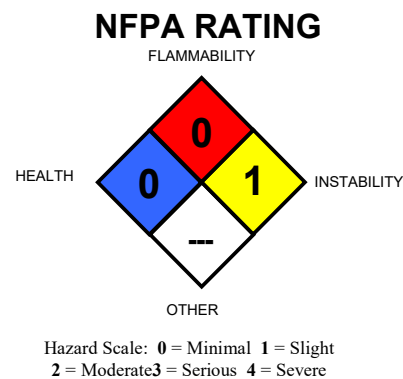 NFPA RATING
FLAMMABILITY
0
HEALTH 0 1 INSTABILITY
---
OTHER
Hazard Scale: 0 = Minimal 1 = Slight
2 = Moderate3 = Serious 4 = Severe